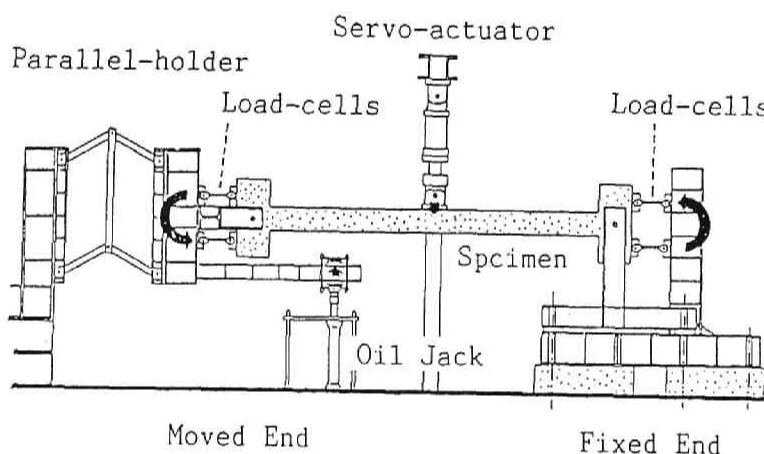 Servo-actuator
Parallel-holder
Load-cells
Load-cells
Spcimen
Oil Jack
Moved End
Fixed End